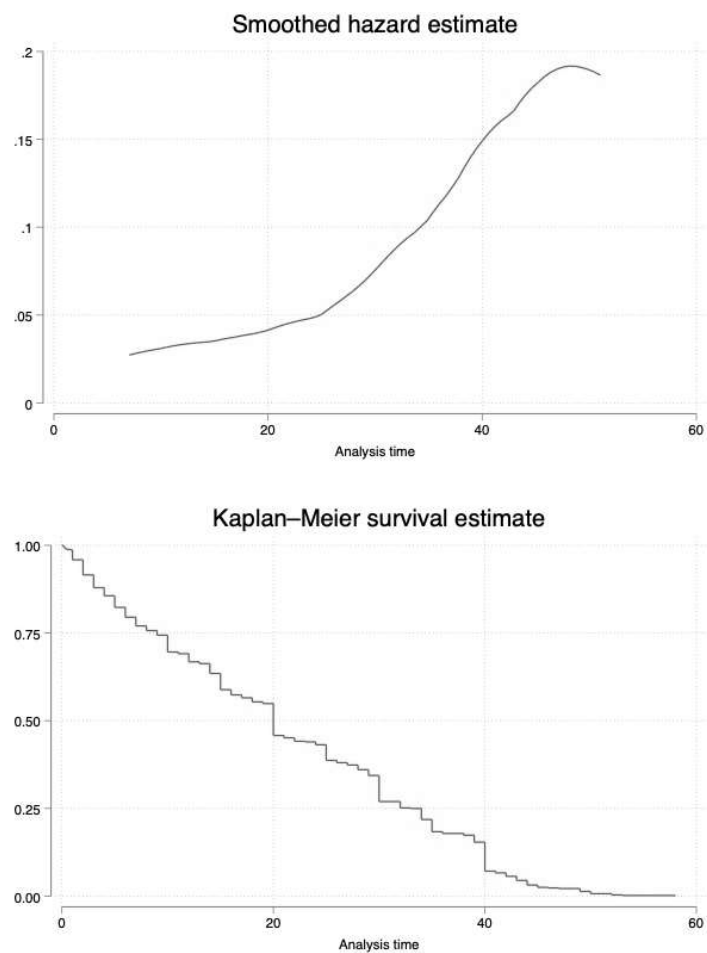 Smoothed hazard estimate
.2
.15
.1
.05
0
0 20 40 60
Analysis time
Kaplan–Meier survival estimate
1.00
0.75
0.50
0.25
0.00
0 20 40 60
Analysis time